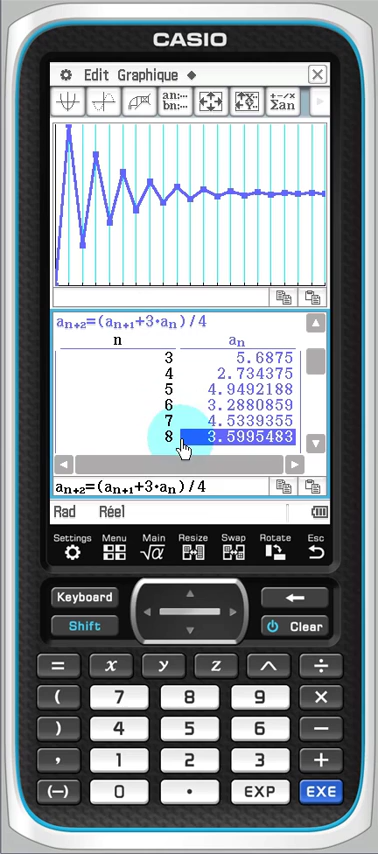 CASIO
Edit Graphique
an:…
bn:…
Y…
+−/×
Σan
an+2=(an+1+3·an)/4
n an
3 5.6875
4 2.734375
5 4.9492188
6 3.2880859
7 4.5339355
8 3.5995483
an+2=(an+1+3·an)/4
Rad Réel
Settings Menu Main Resize Swap Rotate Esc
√α
Keyboard
Shift Clear
= x y z ^ ÷
( 7 8 9 ×
) 4 5 6 −
, 1 2 3 +
(−) 0 · EXP EXE